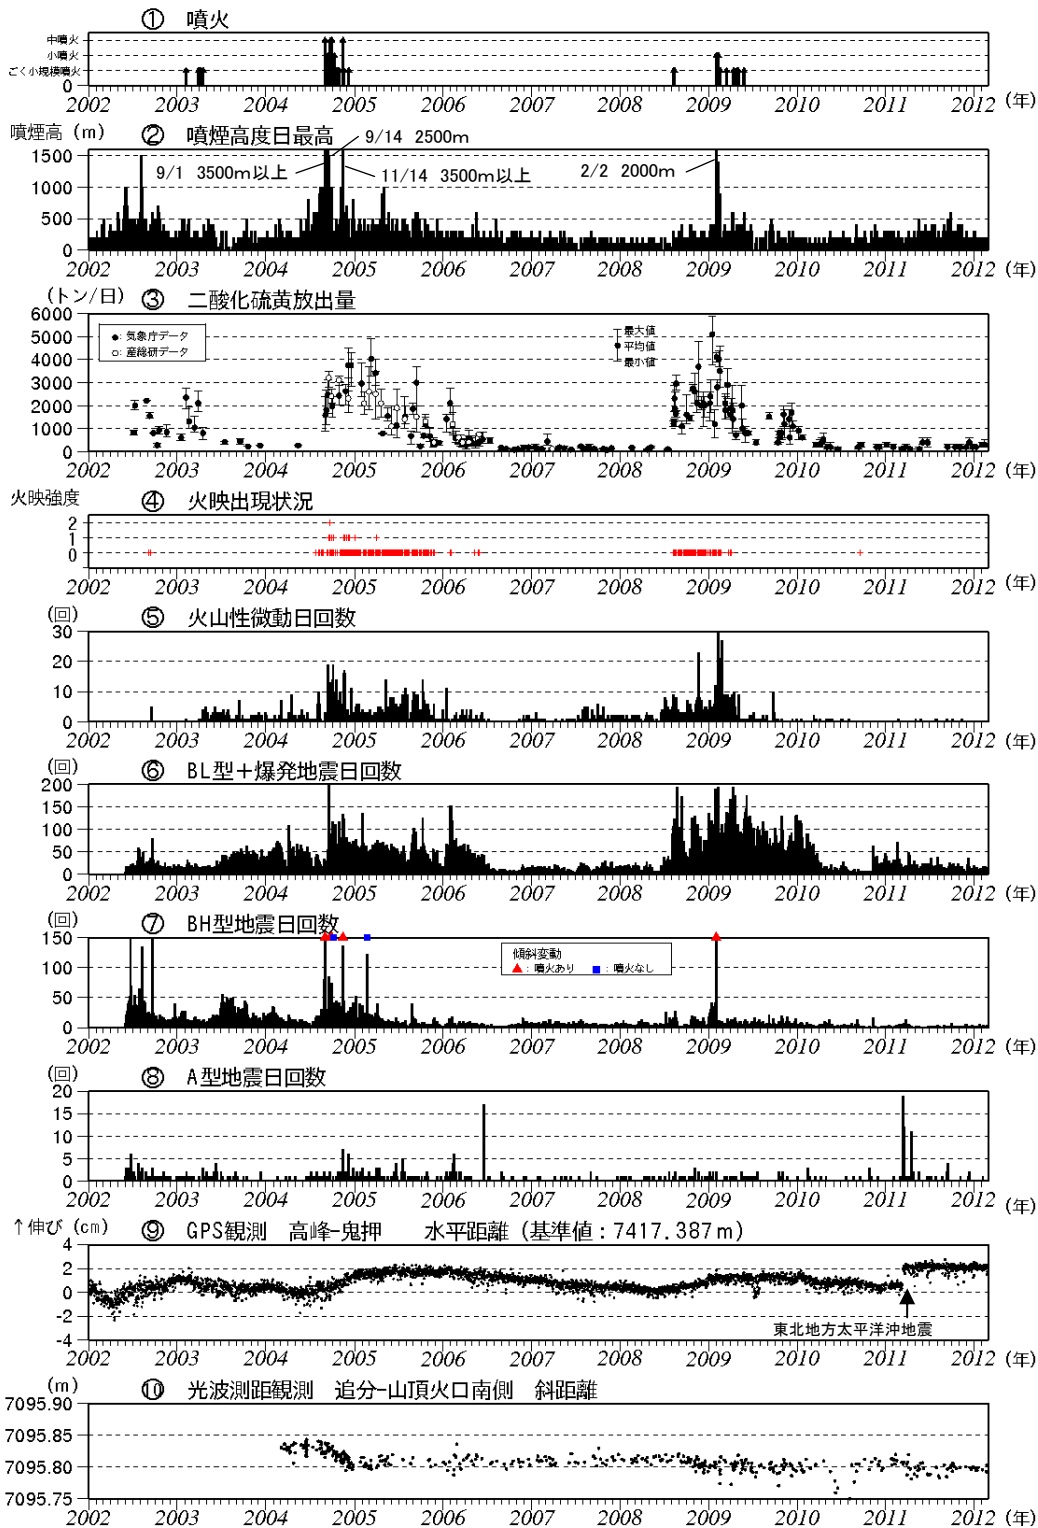 ① 噴火
中噴火
小噴火
ごく小規模噴火
0
2002 2003 2004 2005 2006 2007 2008 2009 2010 2011 2012 (年)
噴煙高 (m) ② 噴煙高度日最高
9/14 2500m
9/1 3500m以上
11/14 3500m以上
2/2 2000m
1500
1000
500
0
2002 2003 2004 2005 2006 2007 2008 2009 2010 2011 2012 (年)
(トン/日) ③ 二酸化硫黄放出量
6000
5000
4000
3000
2000
1000
0
●: 気象庁データ
○: 産総研データ
最大値
平均値
最小値
2002 2003 2004 2005 2006 2007 2008 2009 2010 2011 2012 (年)
火映強度 ④ 火映出現状況
2
1
0
2002 2003 2004 2005 2006 2007 2008 2009 2010 2011 2012 (年)
(回) ⑤ 火山性微動日回数
30
20
10
0
2002 2003 2004 2005 2006 2007 2008 2009 2010 2011 2012 (年)
(回) ⑥ BL型+爆発地震日回数
200
150
100
50
0
2002 2003 2004 2005 2006 2007 2008 2009 2010 2011 2012 (年)
(回) ⑦ BH型地震日回数
150
100
50
0
傾斜変動
▲: 噴火あり ■: 噴火なし
2002 2003 2004 2005 2006 2007 2008 2009 2010 2011 2012 (年)
(回) ⑧ A型地震日回数
20
15
10
5
0
2002 2003 2004 2005 2006 2007 2008 2009 2010 2011 2012 (年)
↑伸び (cm) ⑨ GPS観測 高峰-鬼押 水平距離 (基準値:7417.387m)
4
2
0
-2
-4
東北地方太平洋沖地震
2002 2003 2004 2005 2006 2007 2008 2009 2010 2011 2012 (年)
(m) ⑩ 光波測距観測 追分-山頂火口南側 斜距離
7095.90
7095.85
7095.80
7095.75
2002 2003 2004 2005 2006 2007 2008 2009 2010 2011 2012 (年)